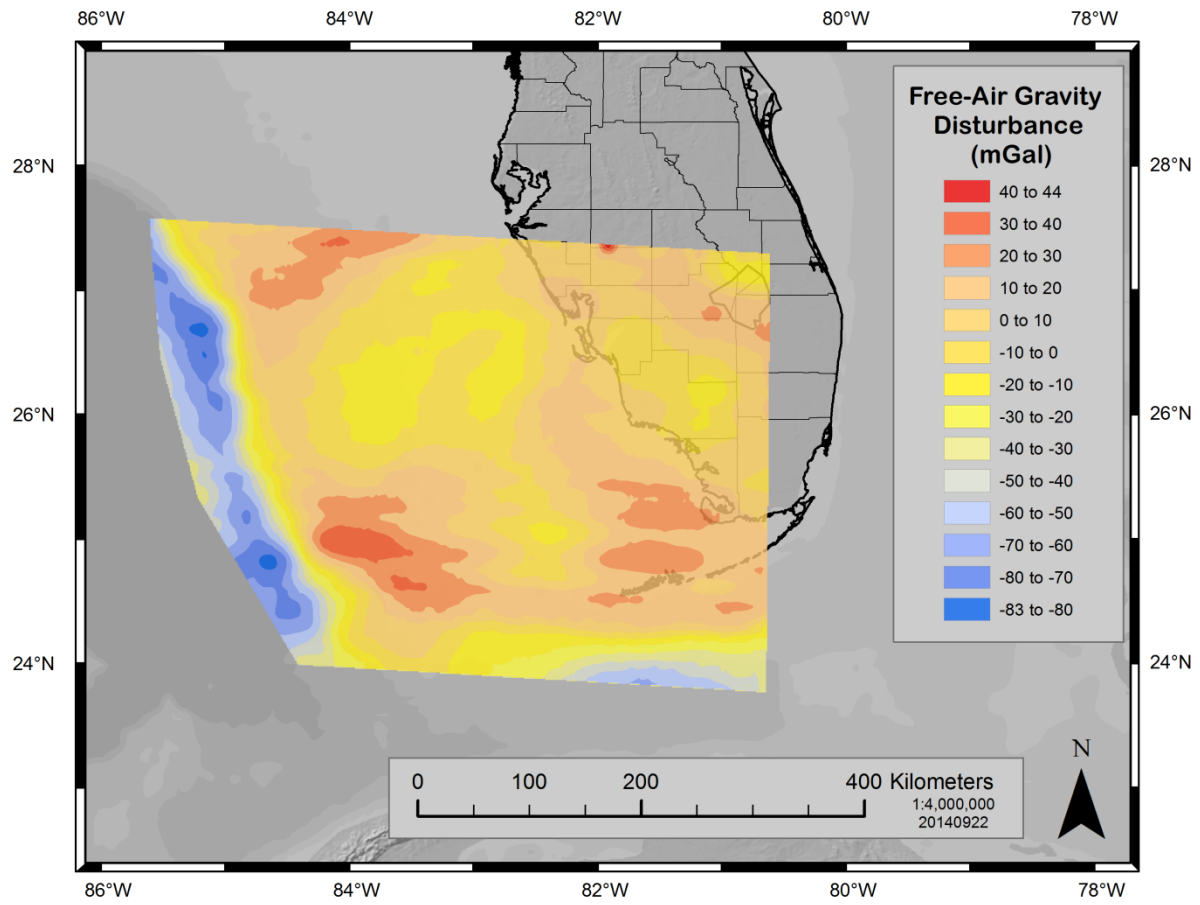 86°W 84°W 82°W 80°W 78°W
Free-Air Gravity
Disturbance
(mGal)
28°N 28°N
40 to 44
30 to 40
20 to 30
10 to 20
0 to 10
-10 to 0
-20 to -10
26°N 26°N
-30 to -20
-40 to -30
-50 to -40
-60 to -50
-70 to -60
-80 to -70
-83 to -80
24°N 24°N
N
0 100 200 400 Kilometers
1:4,000,000
20140922
86°W 84°W 82°W 80°W 78°W